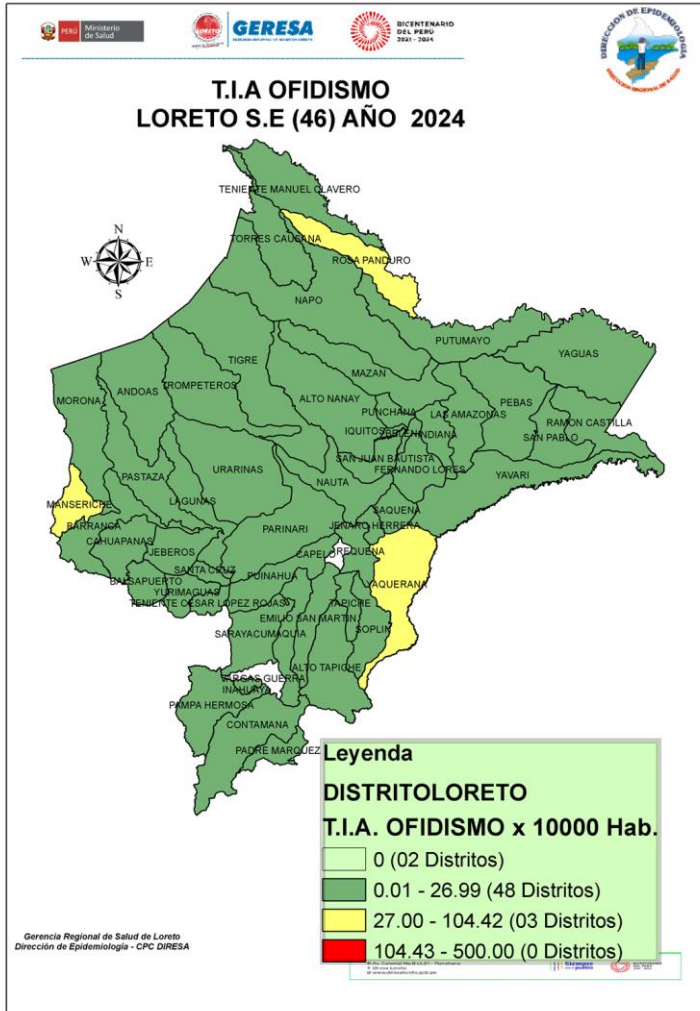 PERÚ Ministerio de Salud
LORETO
GERESA
BICENTENARIO DEL PERÚ 2021 - 2024
DIRECCIÓN DE EPIDEMIOLOGÍA
DIRECCION REGIONAL DE SALUD
T.I.A OFIDISMO
LORETO S.E (46) AÑO 2024
N
W E
S
TENIENTE MANUEL CLAVERO
TORRES CAUSANA
ROSA PANDURO
NAPO
PUTUMAYO
YAGUAS
TIGRE
MAZAN
ANDOAS
TROMPETEROS
MORONA
ALTO NANAY
PEBAS
PUNCHANA
LAS AMAZONAS
RAMON CASTILLA
IQUITOS
BELEN
INDIANA
SAN PABLO
SAN JUAN BAUTISTA
FERNANDO LORES
YAVARI
URARINAS
PASTAZA
NAUTA
MANSERICHE
LAGUNAS
SAQUENA
BARRANCA
PARINARI
JENARO HERRERA
CAHUAPANAS
JEBEROS
CAPELO
REQUENA
SANTA CRUZ
PUINAHUA
BALSAPUERTO
YAQUERANA
YURIMAGUAS
TENIENTE CESAR LOPEZ ROJAS
TAPICHE
EMILIO SAN MARTIN
SOPLIN
SARAYACU
MAQUIA
ALTO TAPICHE
VARGAS GUERRA
INAHUAYA
PAMPA HERMOSA
CONTAMANA
PADRE MARQUEZ
Leyenda
DISTRITOLORETO
T.I.A. OFIDISMO x 10000 Hab.
0 (02 Distritos)
0.01 - 26.99 (48 Distritos)
27.00 - 104.42 (03 Distritos)
104.43 - 500.00 (0 Distritos)
Gerencia Regional de Salud de Loreto
Dirección de Epidemiología - CPC DIRESA